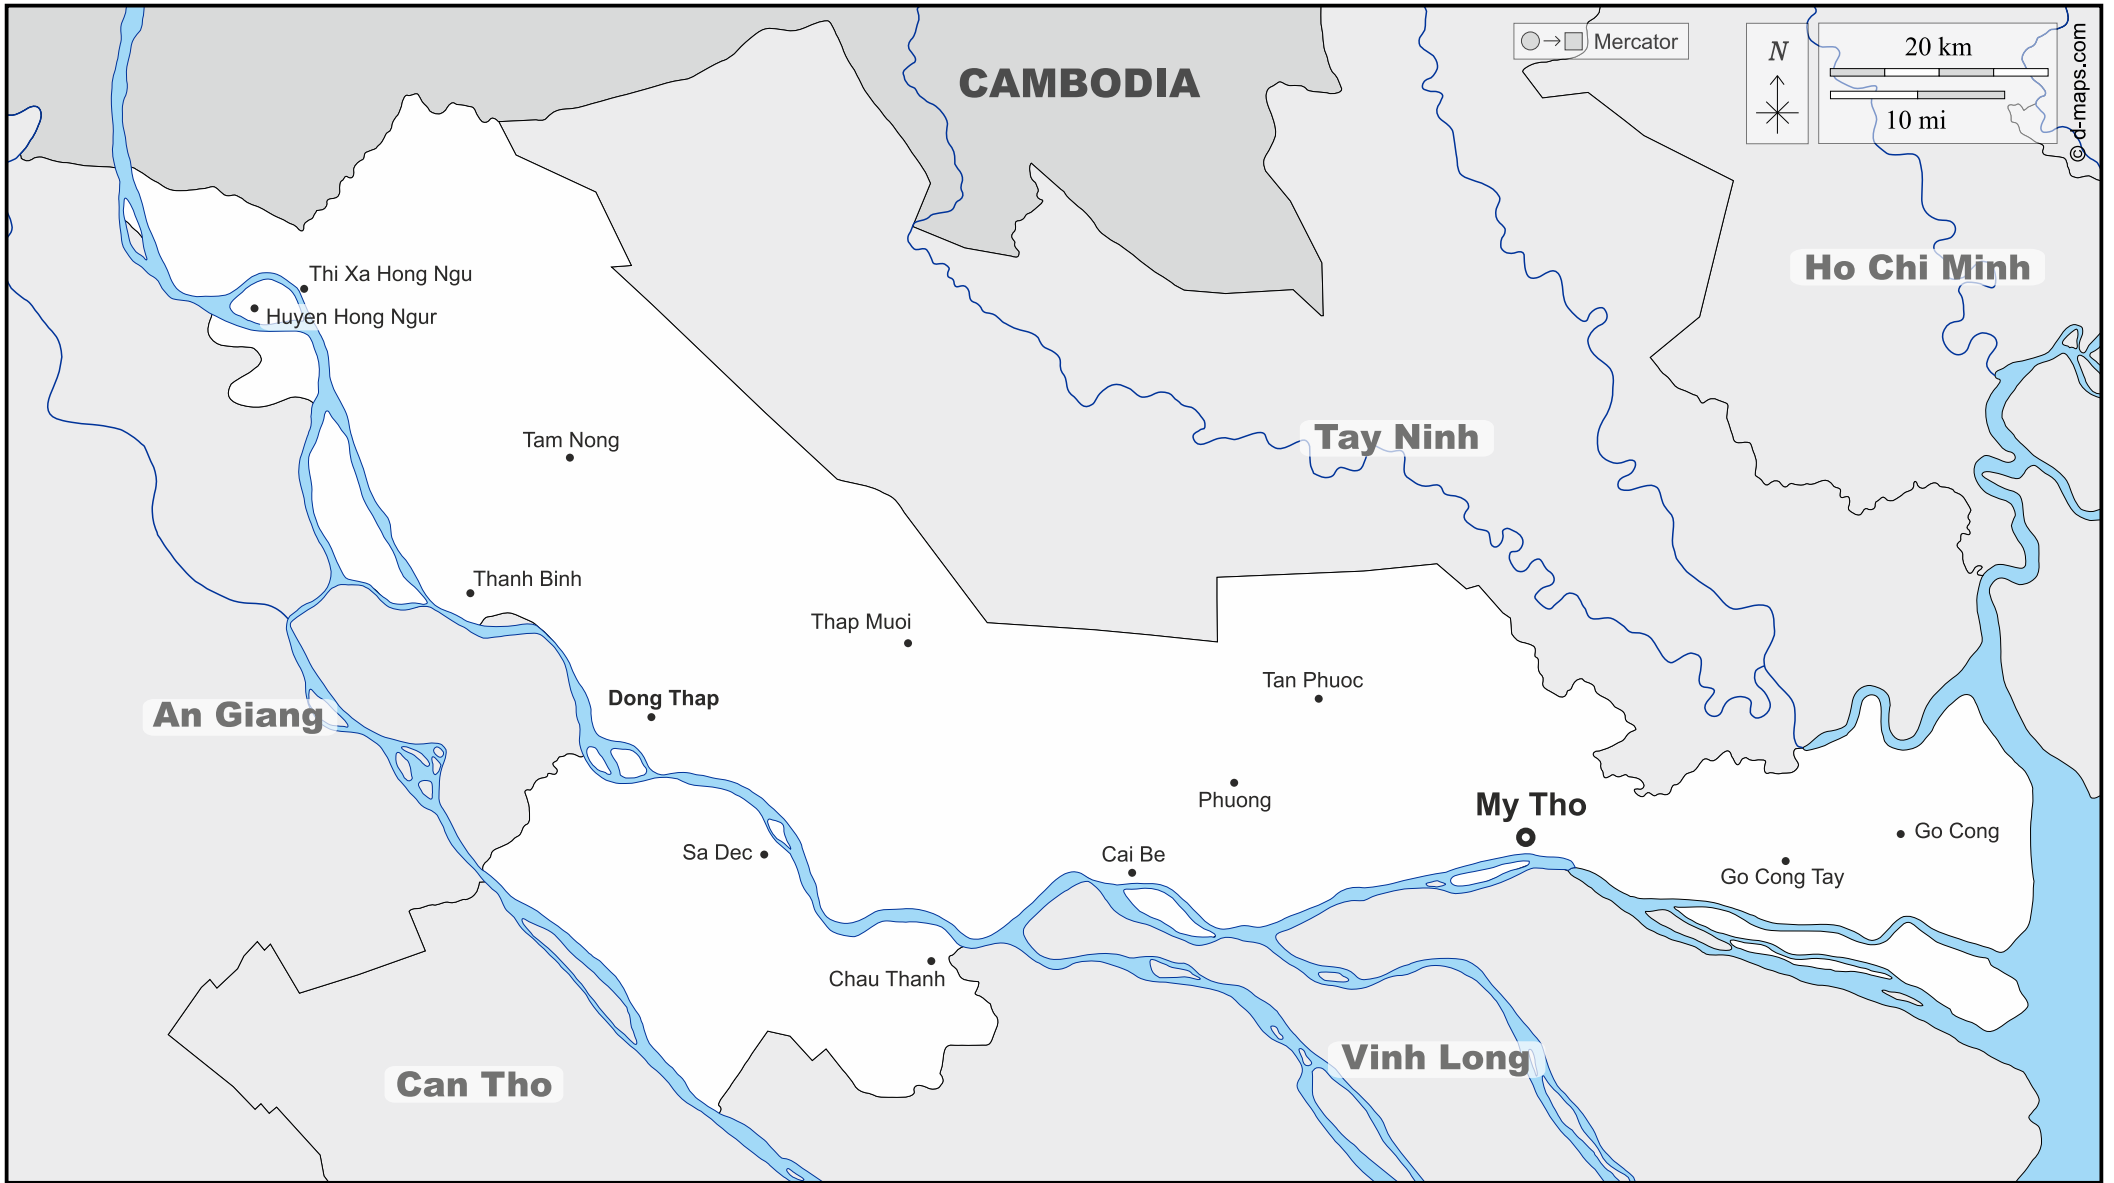 CAMBODIA
Mercator
N
20 km
10 mi
© d-maps.com
Ho Chi Minh
Thi Xa Hong Ngu
Huyen Hong Ngur
Tam Nong
Tay Ninh
Thanh Binh
Thap Muoi
Tan Phuoc
Dong Thap
An Giang
Phuong
My Tho
Go Cong
Sa Dec
Cai Be
Go Cong Tay
Chau Thanh
Vinh Long
Can Tho